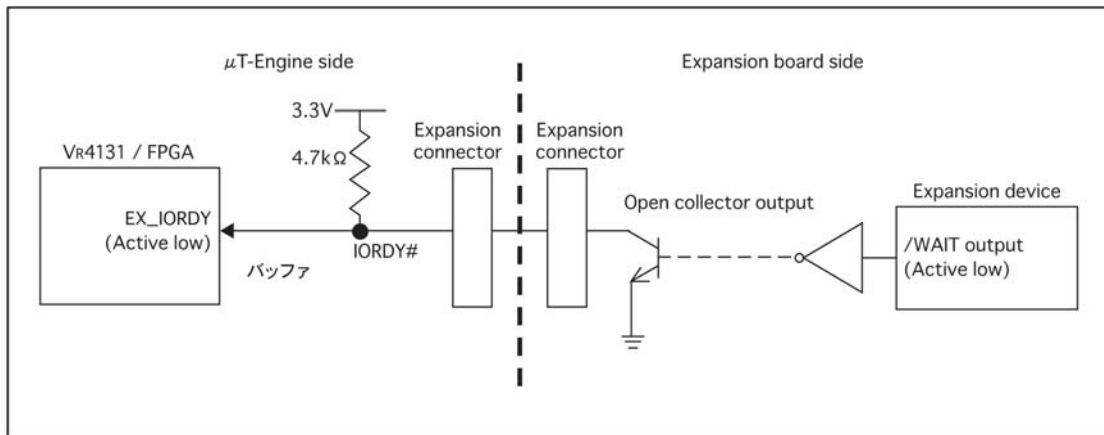 μT-Engine side
Expansion board side
3.3V
4.7kΩ
Expansion
connector
Expansion
connector
VR4131 / FPGA
EX_IORDY
(Active low)
IORDY#
バッファ
Open collector output
Expansion device
/WAIT output
(Active low)